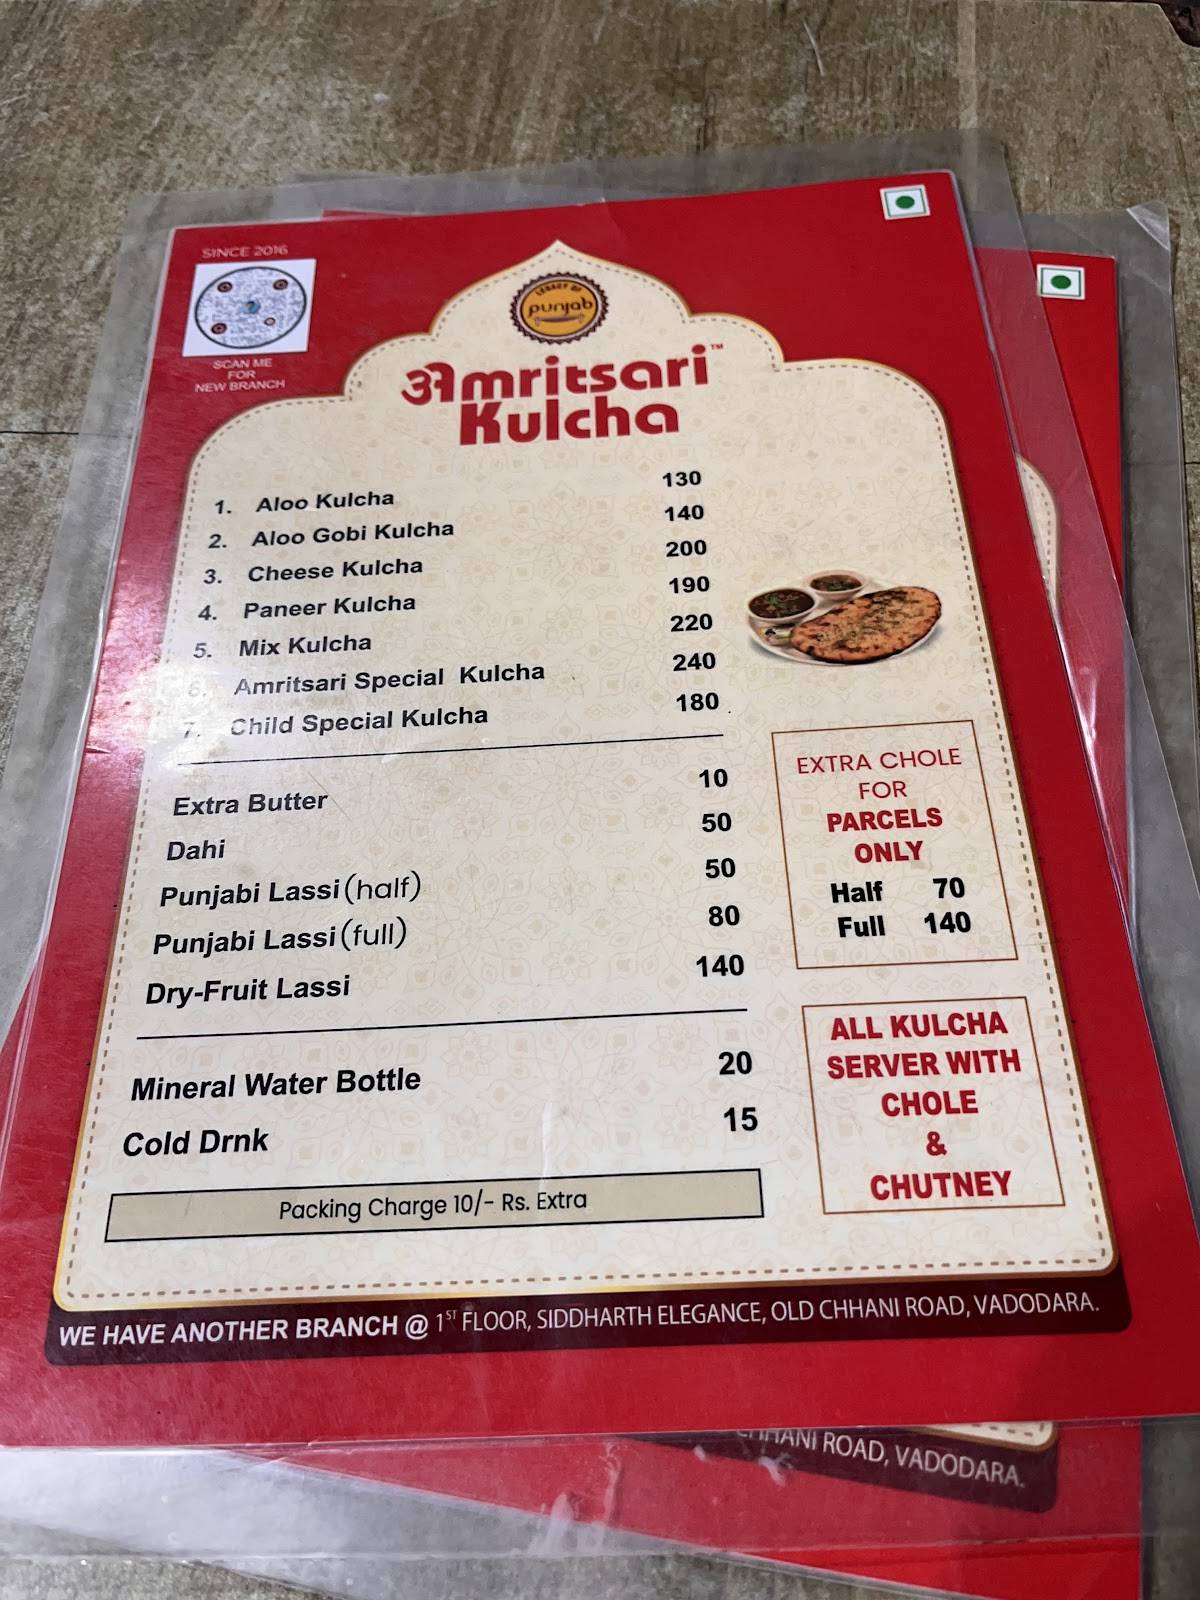 SINCE 2016
SCAN ME
FOR
NEW BRANCH
LEGACY OF
punjab
अmritsari™
Kulcha
1. Aloo Kulcha 130
2. Aloo Gobi Kulcha 140
3. Cheese Kulcha 200
4. Paneer Kulcha 190
5. Mix Kulcha 220
6. Amritsari Special Kulcha 240
7. Child Special Kulcha 180
Extra Butter 10
Dahi 50
Punjabi Lassi (half) 50
Punjabi Lassi (full) 80
Dry-Fruit Lassi 140
Mineral Water Bottle 20
Cold Drnk 15
Packing Charge 10/- Rs. Extra
EXTRA CHOLE
FOR
PARCELS
ONLY
Half 70
Full 140
ALL KULCHA
SERVER WITH
CHOLE
&
CHUTNEY
WE HAVE ANOTHER BRANCH @ 1ST FLOOR, SIDDHARTH ELEGANCE, OLD CHHANI ROAD, VADODARA.
CHHANI ROAD, VADODARA.